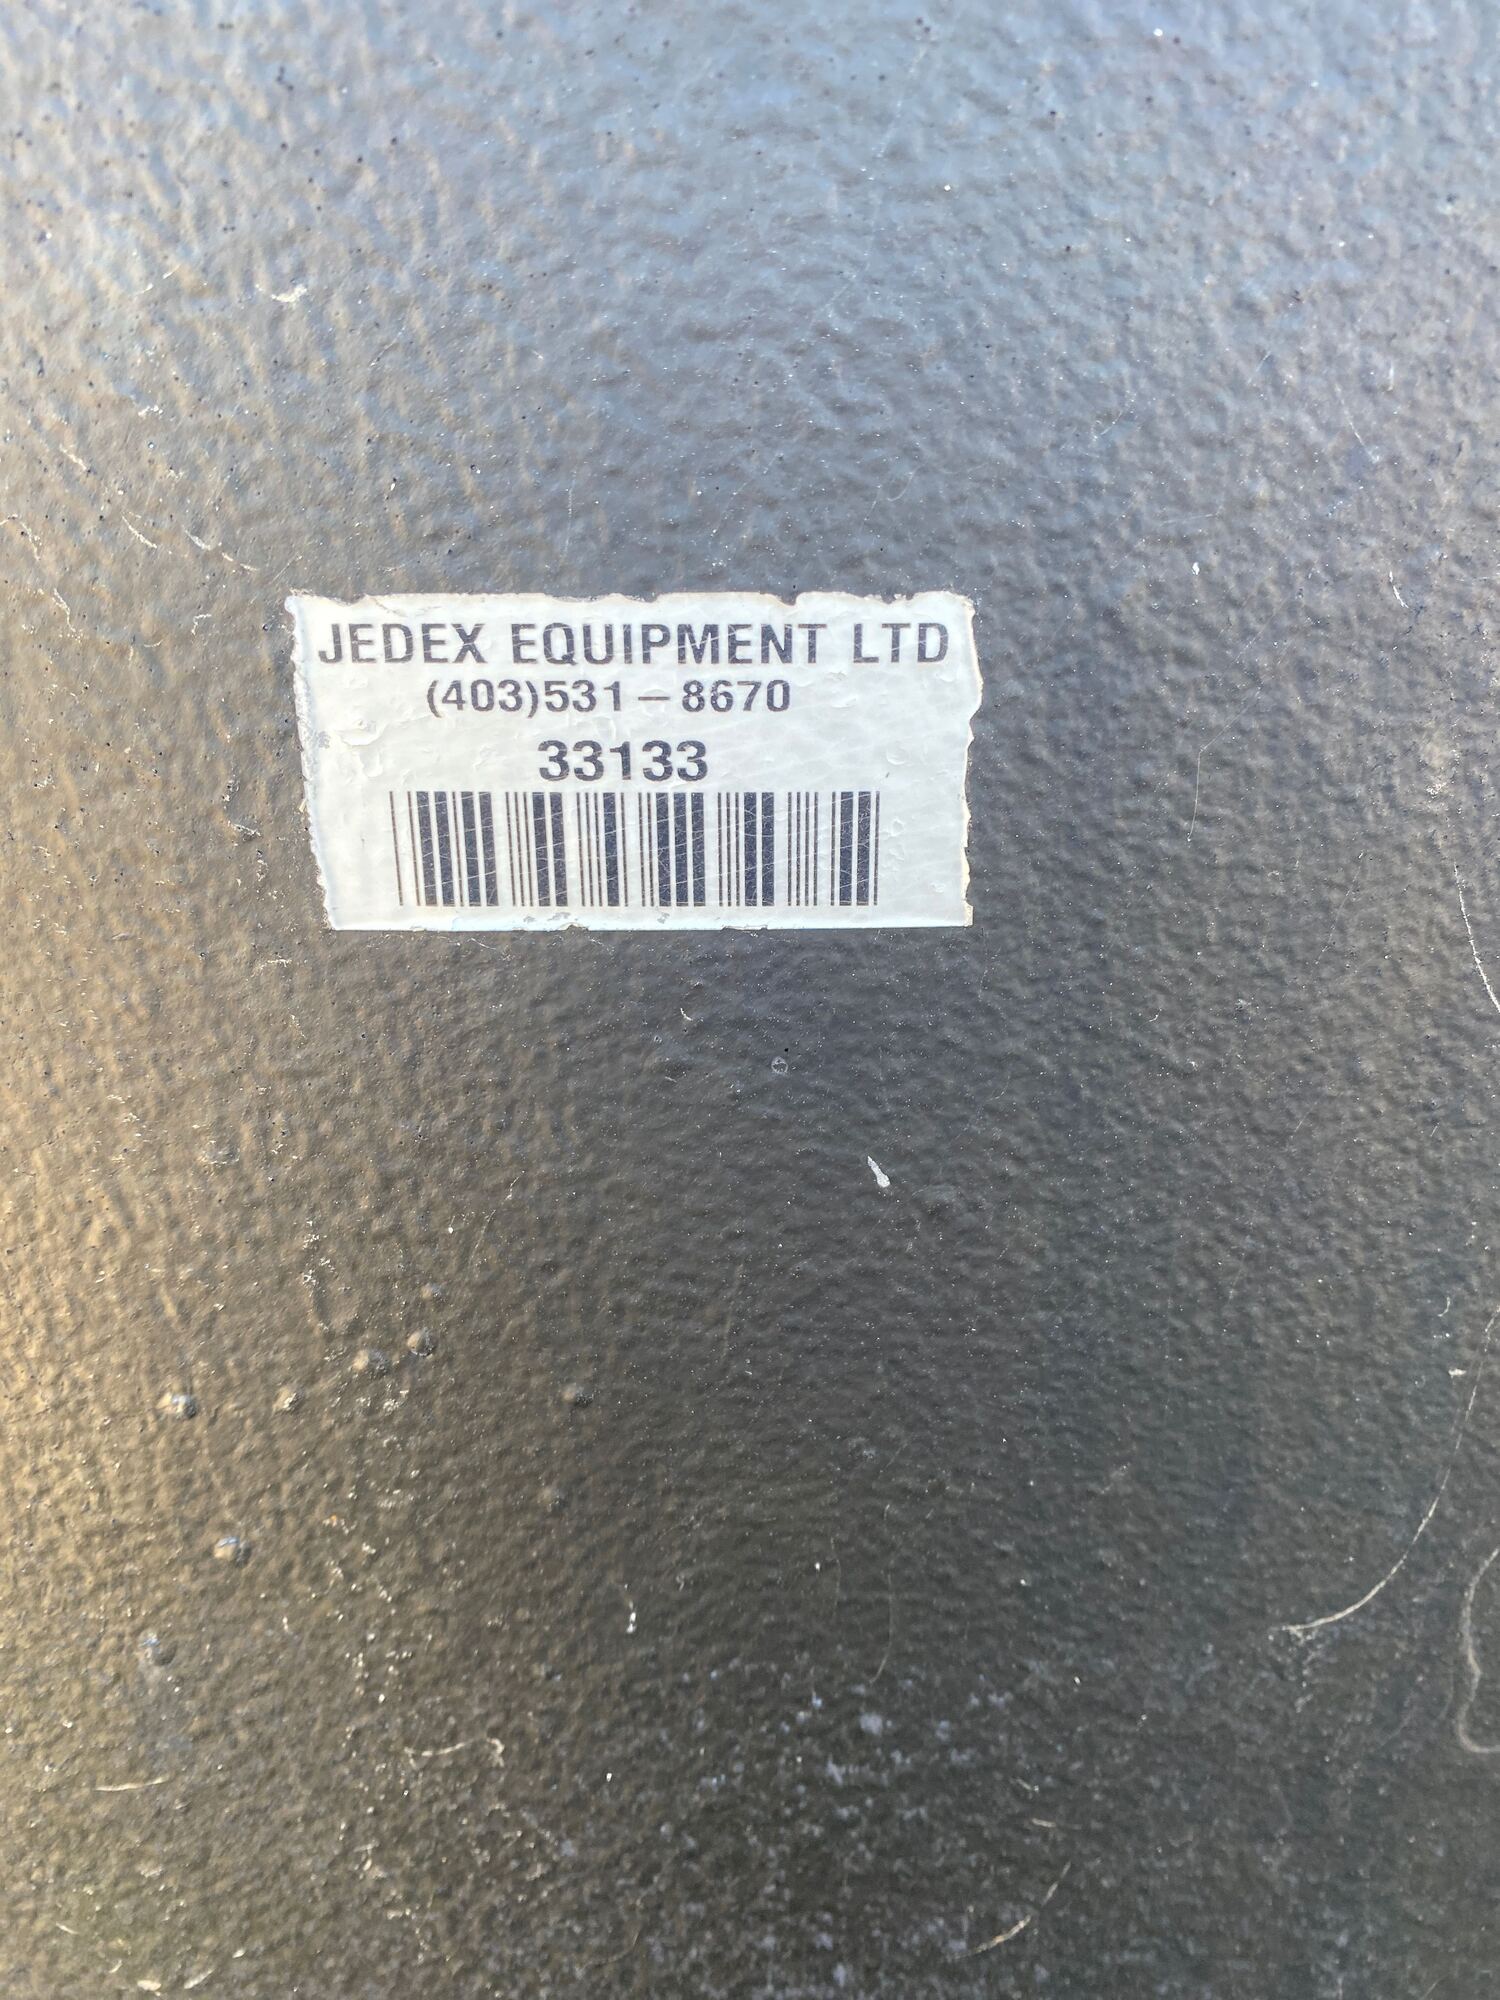 JEDEX EQUIPMENT LTD
(403)531-8670
33133